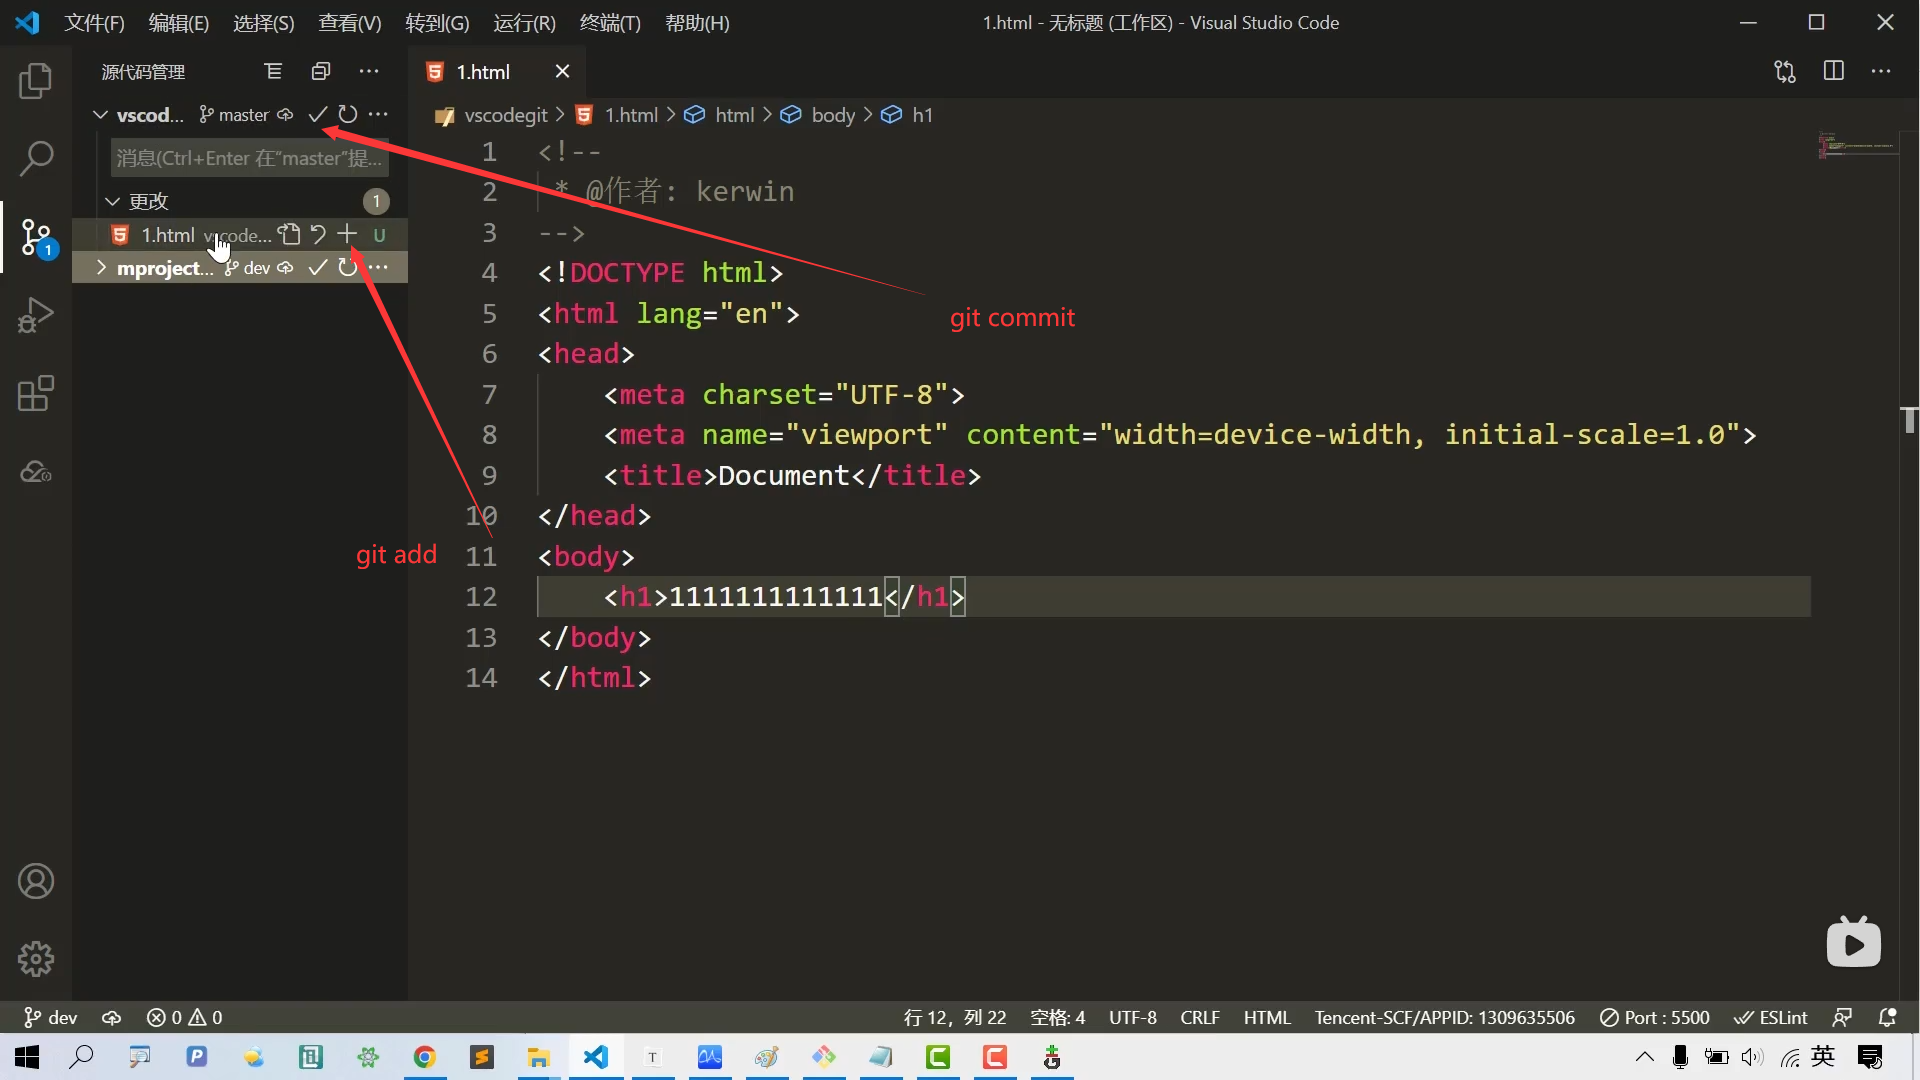 文件(F) 编辑(E) 选择(S) 查看(V) 转到(G) 运行(R) 终端(T) 帮助(H) 1.html - 无标题 (工作区) - Visual Studio Code
源代码管理
1.html
vscod... master
vscodegit > 1.html > html > body > h1
消息(Ctrl+Enter 在“master”提...
更改 1
1.html vscode... U
mproject... dev
1
1 <!--
2 * @作者: kerwin
3 -->
4 <!DOCTYPE html>
5 <html lang="en">
6 <head>
7 <meta charset="UTF-8">
8 <meta name="viewport" content="width=device-width, initial-scale=1.0">
9 <title>Document</title>
10 </head>
11 <body>
12 <h1>1111111111111</h1>
13 </body>
14 </html>
git commit
git add
dev 0 0 行 12，列 22 空格: 4 UTF-8 CRLF HTML Tencent-SCF/APPID: 1309635506 Port : 5500 ESLint
英